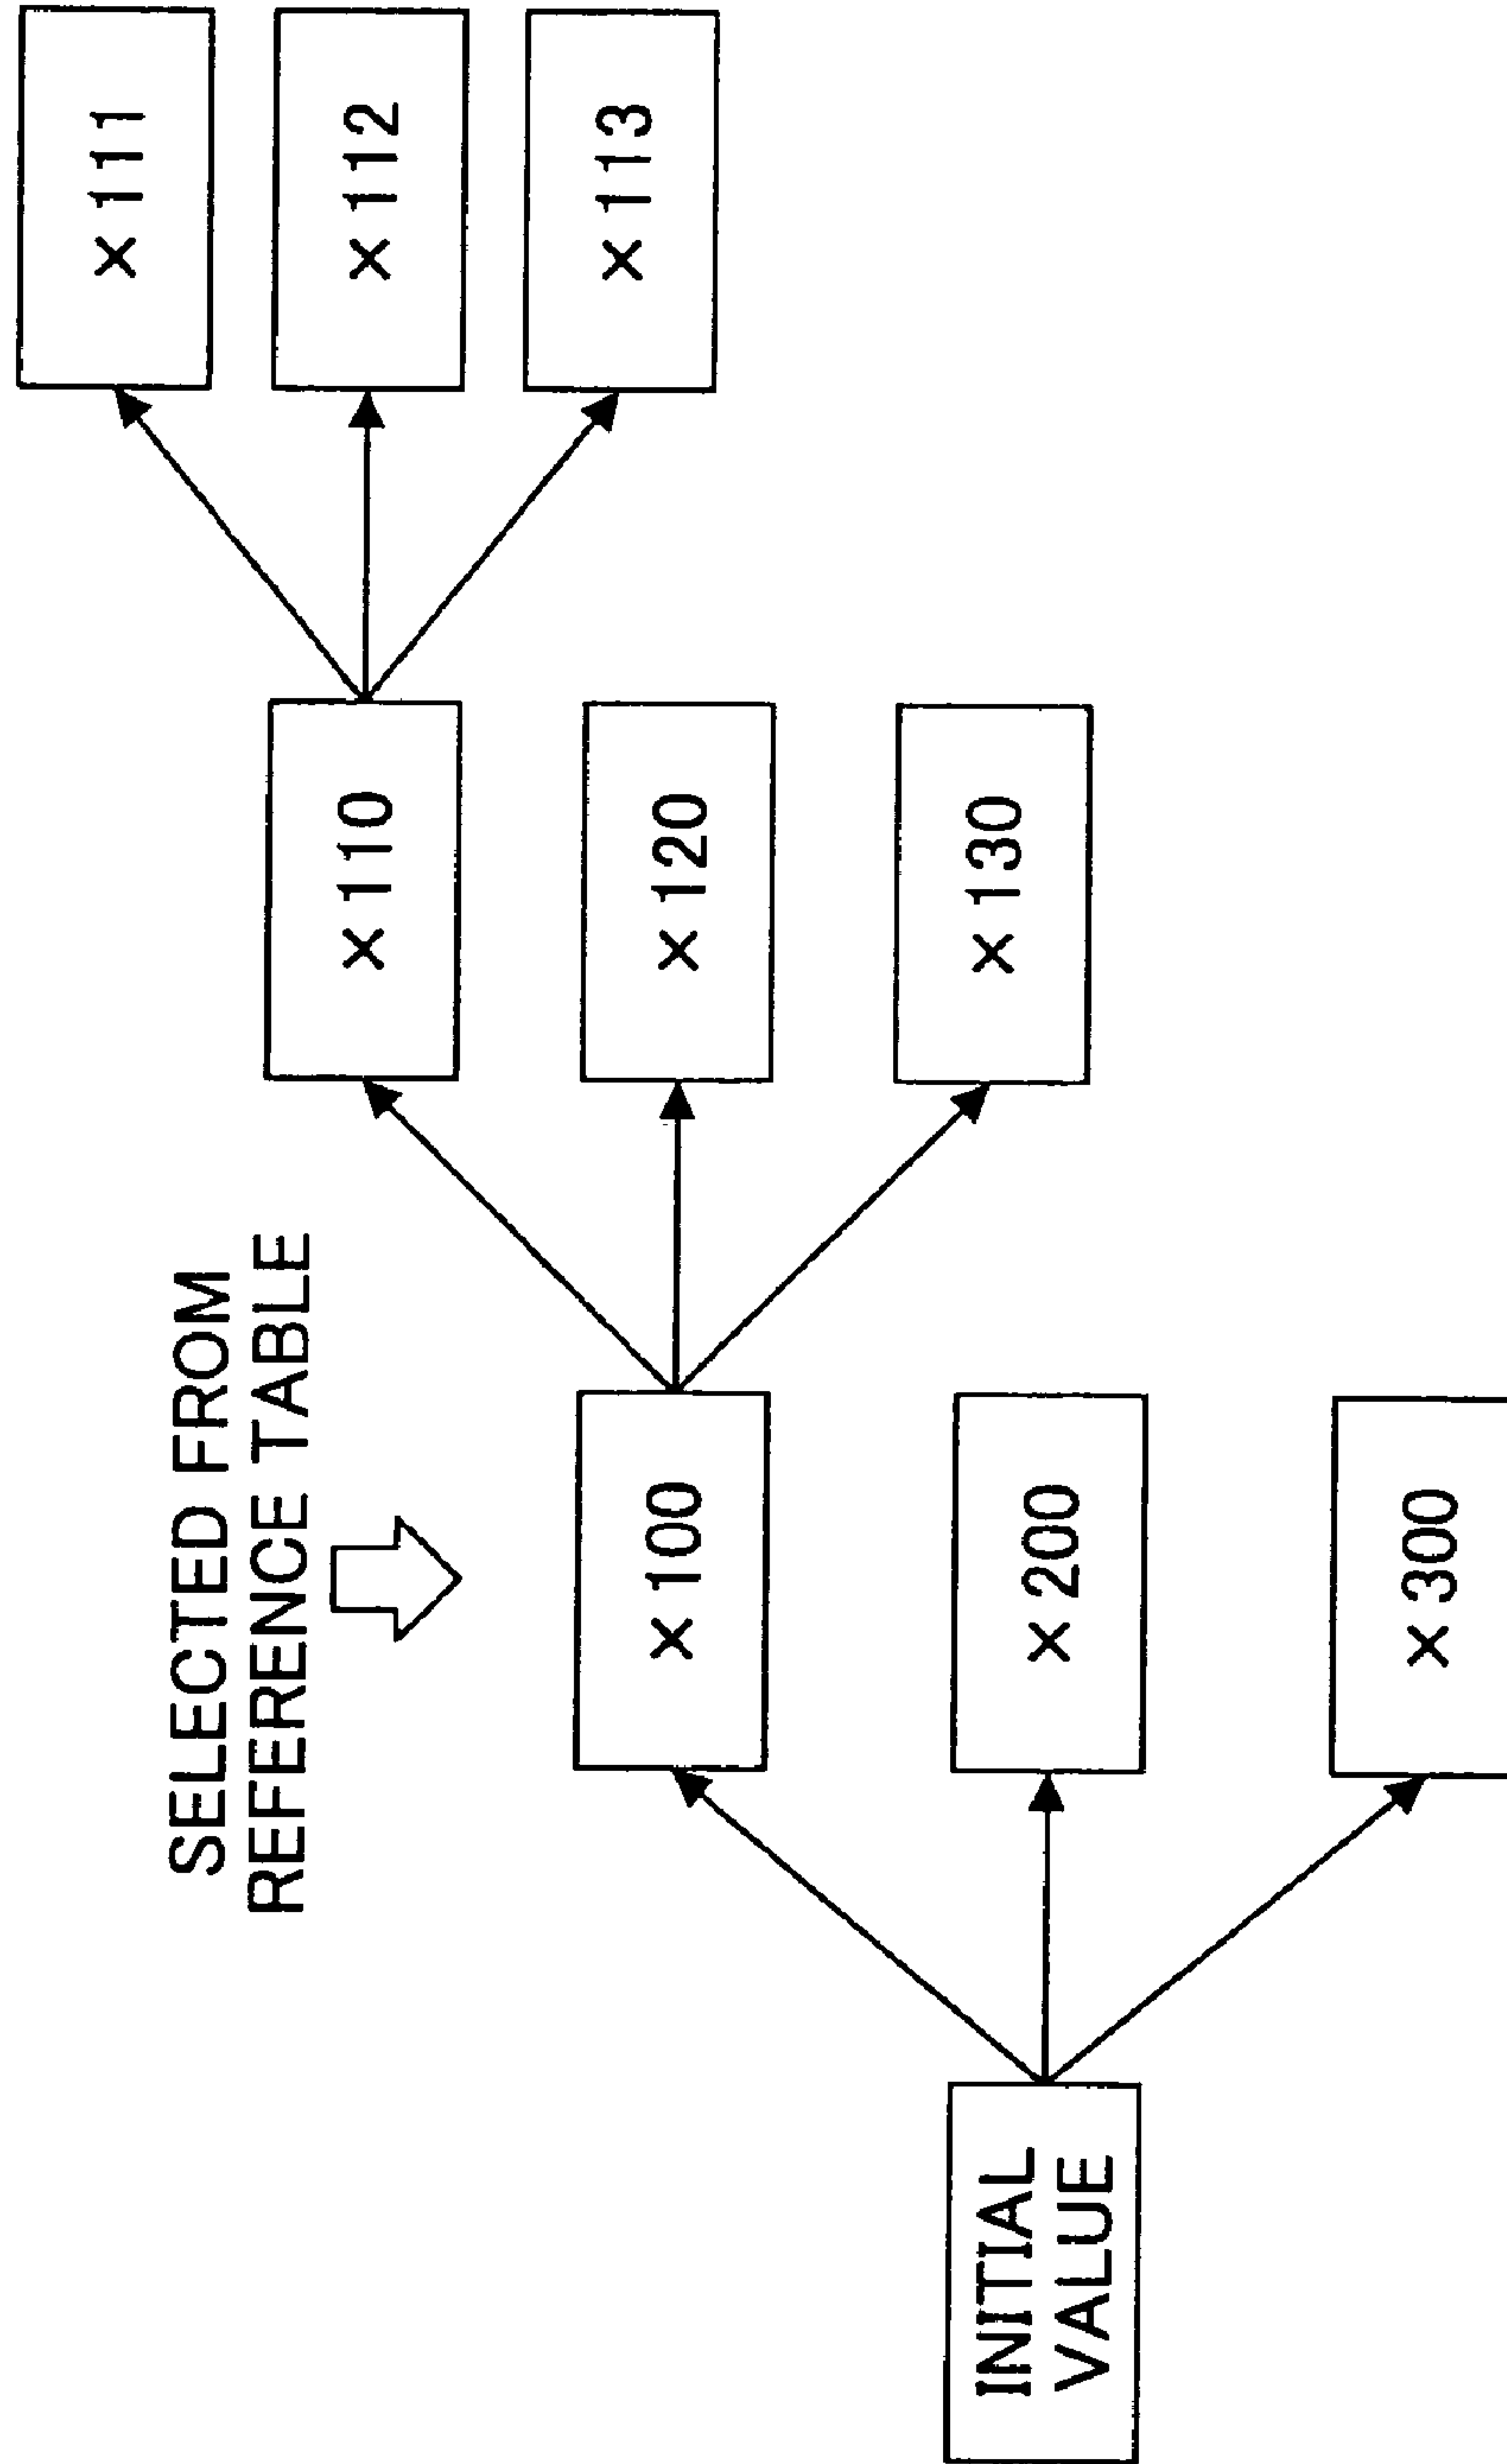 SELECTED FROM
REFERENCE TABLE
INITIAL
VALUE
x 100
x 200
x 300
x 110
x 120
x 130
x 111
x 112
x 113